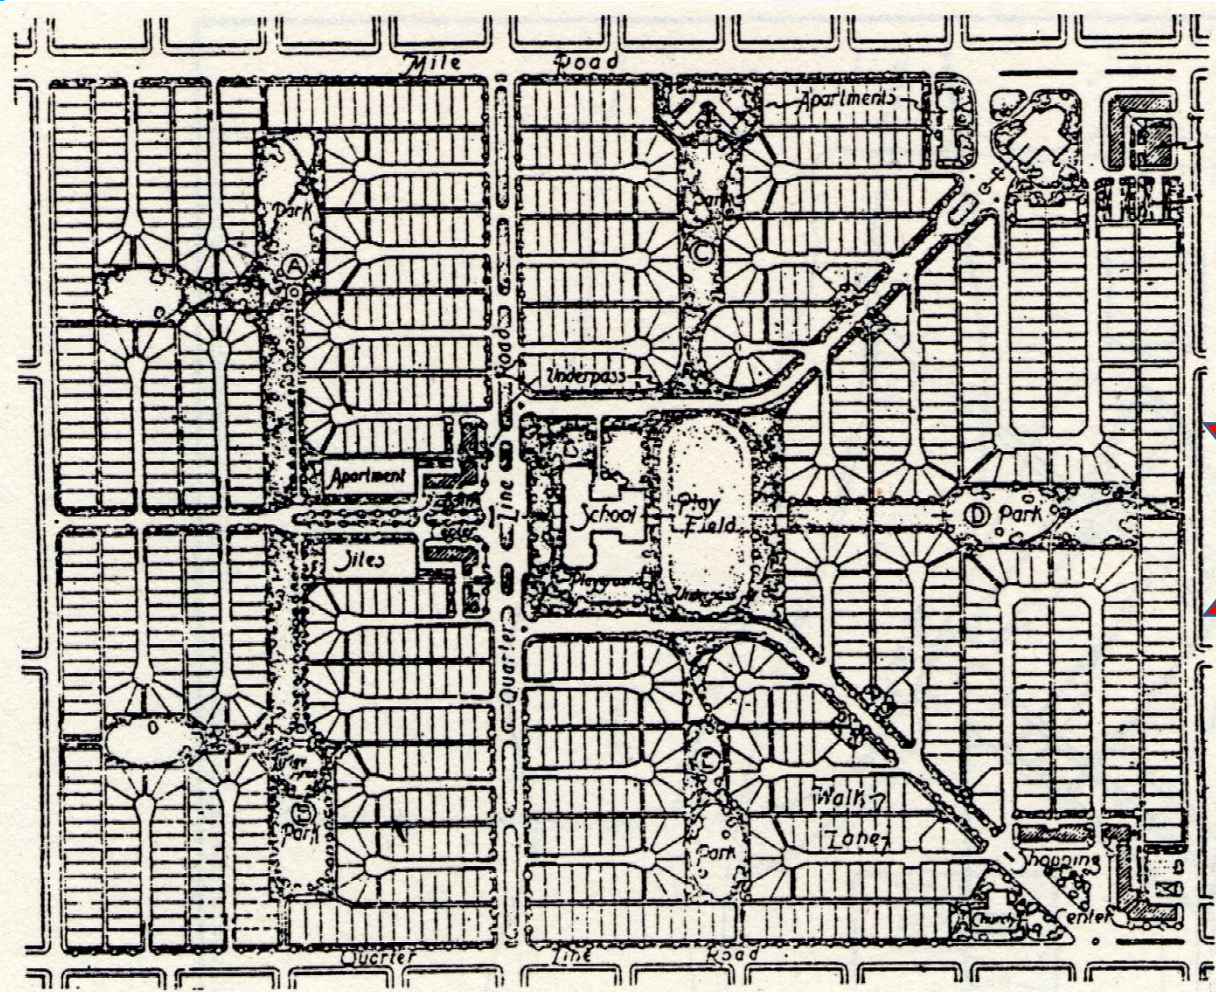 Mile Road
Apartments
Park
Park
A
C
Road
Underpass
Apartment
Line
School
Play
Field
D Park
Sites
Playground
Underpass
Quarter
Park
Walk
Lane
Park
Shopping
Center
Church
Quarter Line Road